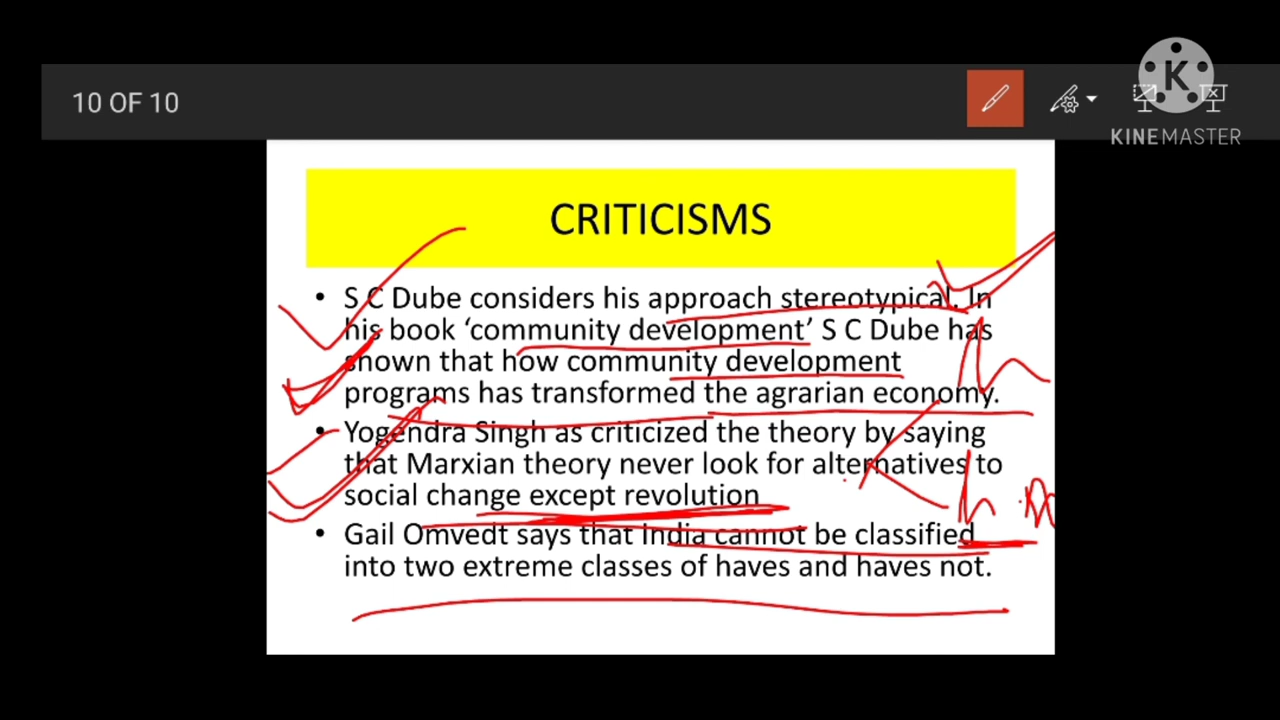 10 OF 10
K
KINEMASTER
CRITICISMS
• S C Dube considers his approach stereotypical. In
his book ‘community development’ S C Dube has
shown that how community development
programs has transformed the agrarian economy.
• Yogendra Singh as criticized the theory by saying
that Marxian theory never look for alternatives to
social change except revolution
• Gail Omvedt says that India cannot be classified
into two extreme classes of haves and haves not.